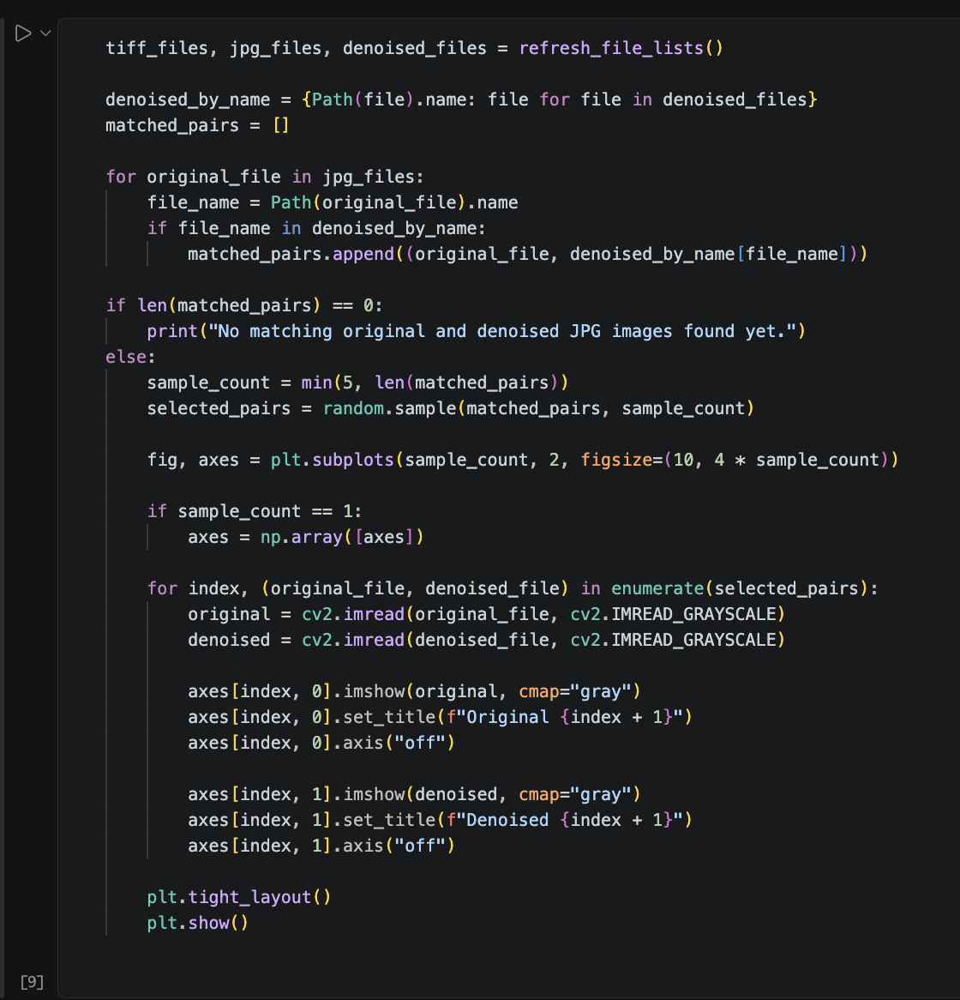 tiff_files, jpg_files, denoised_files = refresh_file_lists()

denoised_by_name = {Path(file).name: file for file in denoised_files}
matched_pairs = []

for original_file in jpg_files:
    file_name = Path(original_file).name
    if file_name in denoised_by_name:
        matched_pairs.append((original_file, denoised_by_name[file_name]))

if len(matched_pairs) == 0:
    print("No matching original and denoised JPG images found yet.")
else:
    sample_count = min(5, len(matched_pairs))
    selected_pairs = random.sample(matched_pairs, sample_count)

    fig, axes = plt.subplots(sample_count, 2, figsize=(10, 4 * sample_count))

    if sample_count == 1:
        axes = np.array([axes])

    for index, (original_file, denoised_file) in enumerate(selected_pairs):
        original = cv2.imread(original_file, cv2.IMREAD_GRAYSCALE)
        denoised = cv2.imread(denoised_file, cv2.IMREAD_GRAYSCALE)

        axes[index, 0].imshow(original, cmap="gray")
        axes[index, 0].set_title(f"Original {index + 1}")
        axes[index, 0].axis("off")

        axes[index, 1].imshow(denoised, cmap="gray")
        axes[index, 1].set_title(f"Denoised {index + 1}")
        axes[index, 1].axis("off")

    plt.tight_layout()
    plt.show()
[9]